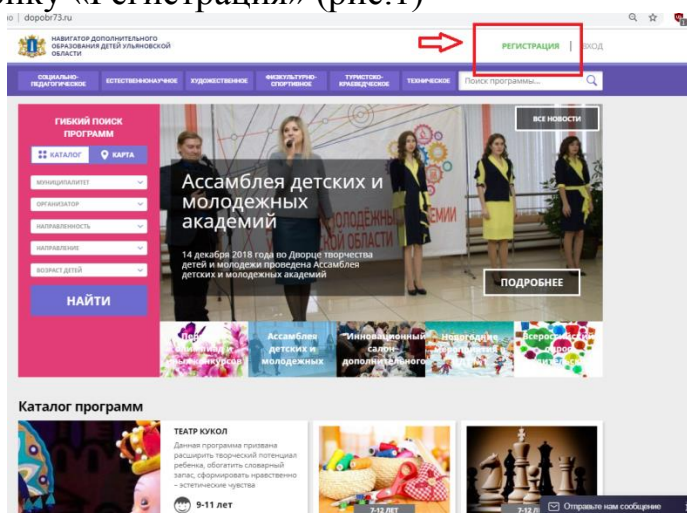 нку «Регистрация» (рис.1)
dopobr73.ru
НАВИГАТОР ДОПОЛНИТЕЛЬНОГО
ОБРАЗОВАНИЯ ДЕТЕЙ УЛЬЯНОВСКОЙ
ОБЛАСТИ
РЕГИСТРАЦИЯ | ВХОД
СОЦИАЛЬНО-
ПЕДАГОГИЧЕСКОЕ
ЕСТЕСТВЕННОНАУЧНОЕ
ХУДОЖЕСТВЕННОЕ
ФИЗКУЛЬТУРНО-
СПОРТИВНОЕ
ТУРИСТСКО-
КРАЕВЕДЧЕСКОЕ
ТЕХНИЧЕСКОЕ
Поиск программы...
ГИБКИЙ ПОИСК
ПРОГРАММ
КАТАЛОГ
КАРТА
МУНИЦИПАЛИТЕТ
ОРГАНИЗАТОР
НАПРАВЛЕННОСТЬ
НАПРАВЛЕНИЕ
ВОЗРАСТ ДЕТЕЙ
НАЙТИ
ВСЕ НОВОСТИ
Ассамблея детских и
молодежных
академий
14 декабря 2018 года во Дворце творчества
детей и молодежи проведена Ассамблея
детских и молодежных академий
ПОДРОБНЕЕ
Ассамблея
детских и
молодежных
Инновационный
салон
дополнительного
Каталог программ
ТЕАТР КУКОЛ
Данная программа призвана
расширить творческий потенциал
ребенка, обогатить словарный
запас, сформировать нравственно
– эстетические чувства
9-11 лет
7-12 ЛЕТ
7-12 Л
Отправьте нам сообщение